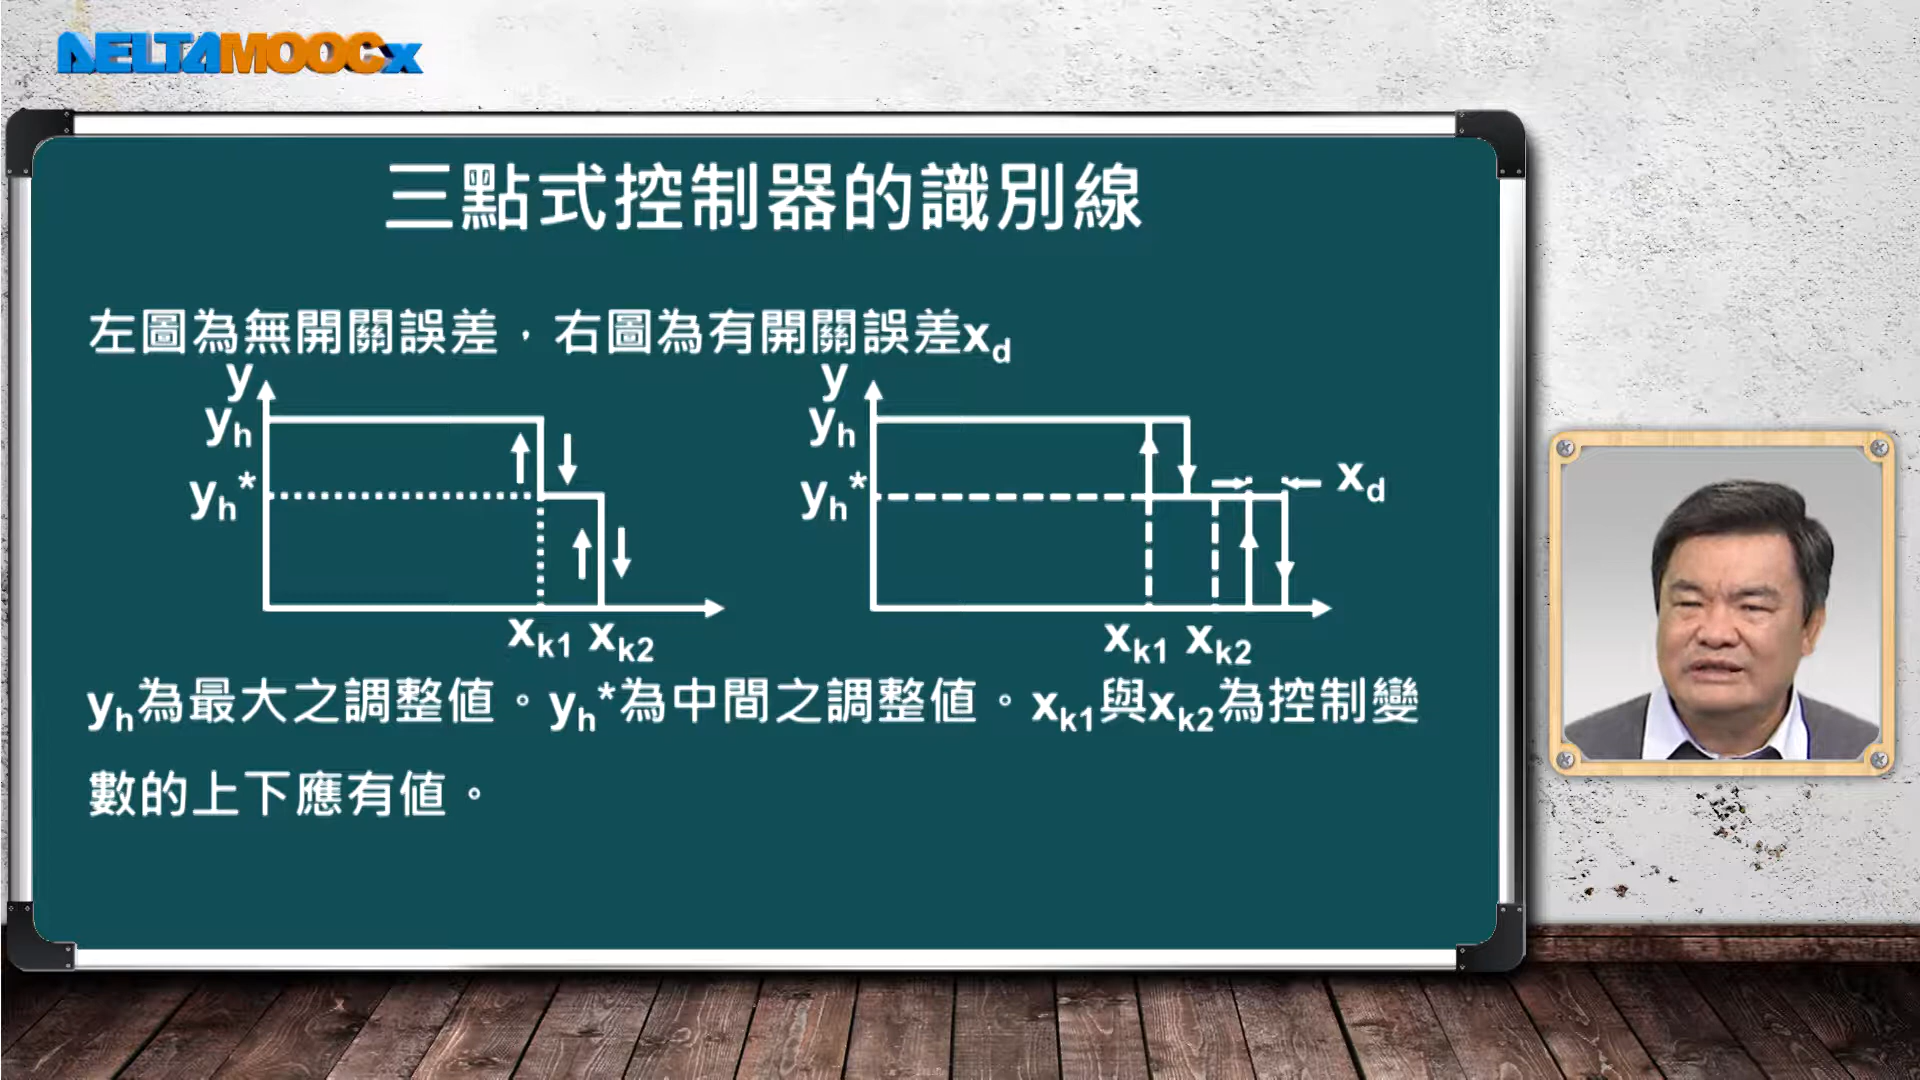 DELTAMOOCx
三點式控制器的識別線
左圖為無開關誤差，右圖為有開關誤差xd
y
yh
yh*
xk1 xk2
y
yh
yh*
xd
xk1 xk2
yh為最大之調整值。yh*為中間之調整值。xk1與xk2為控制變
數的上下應有值。